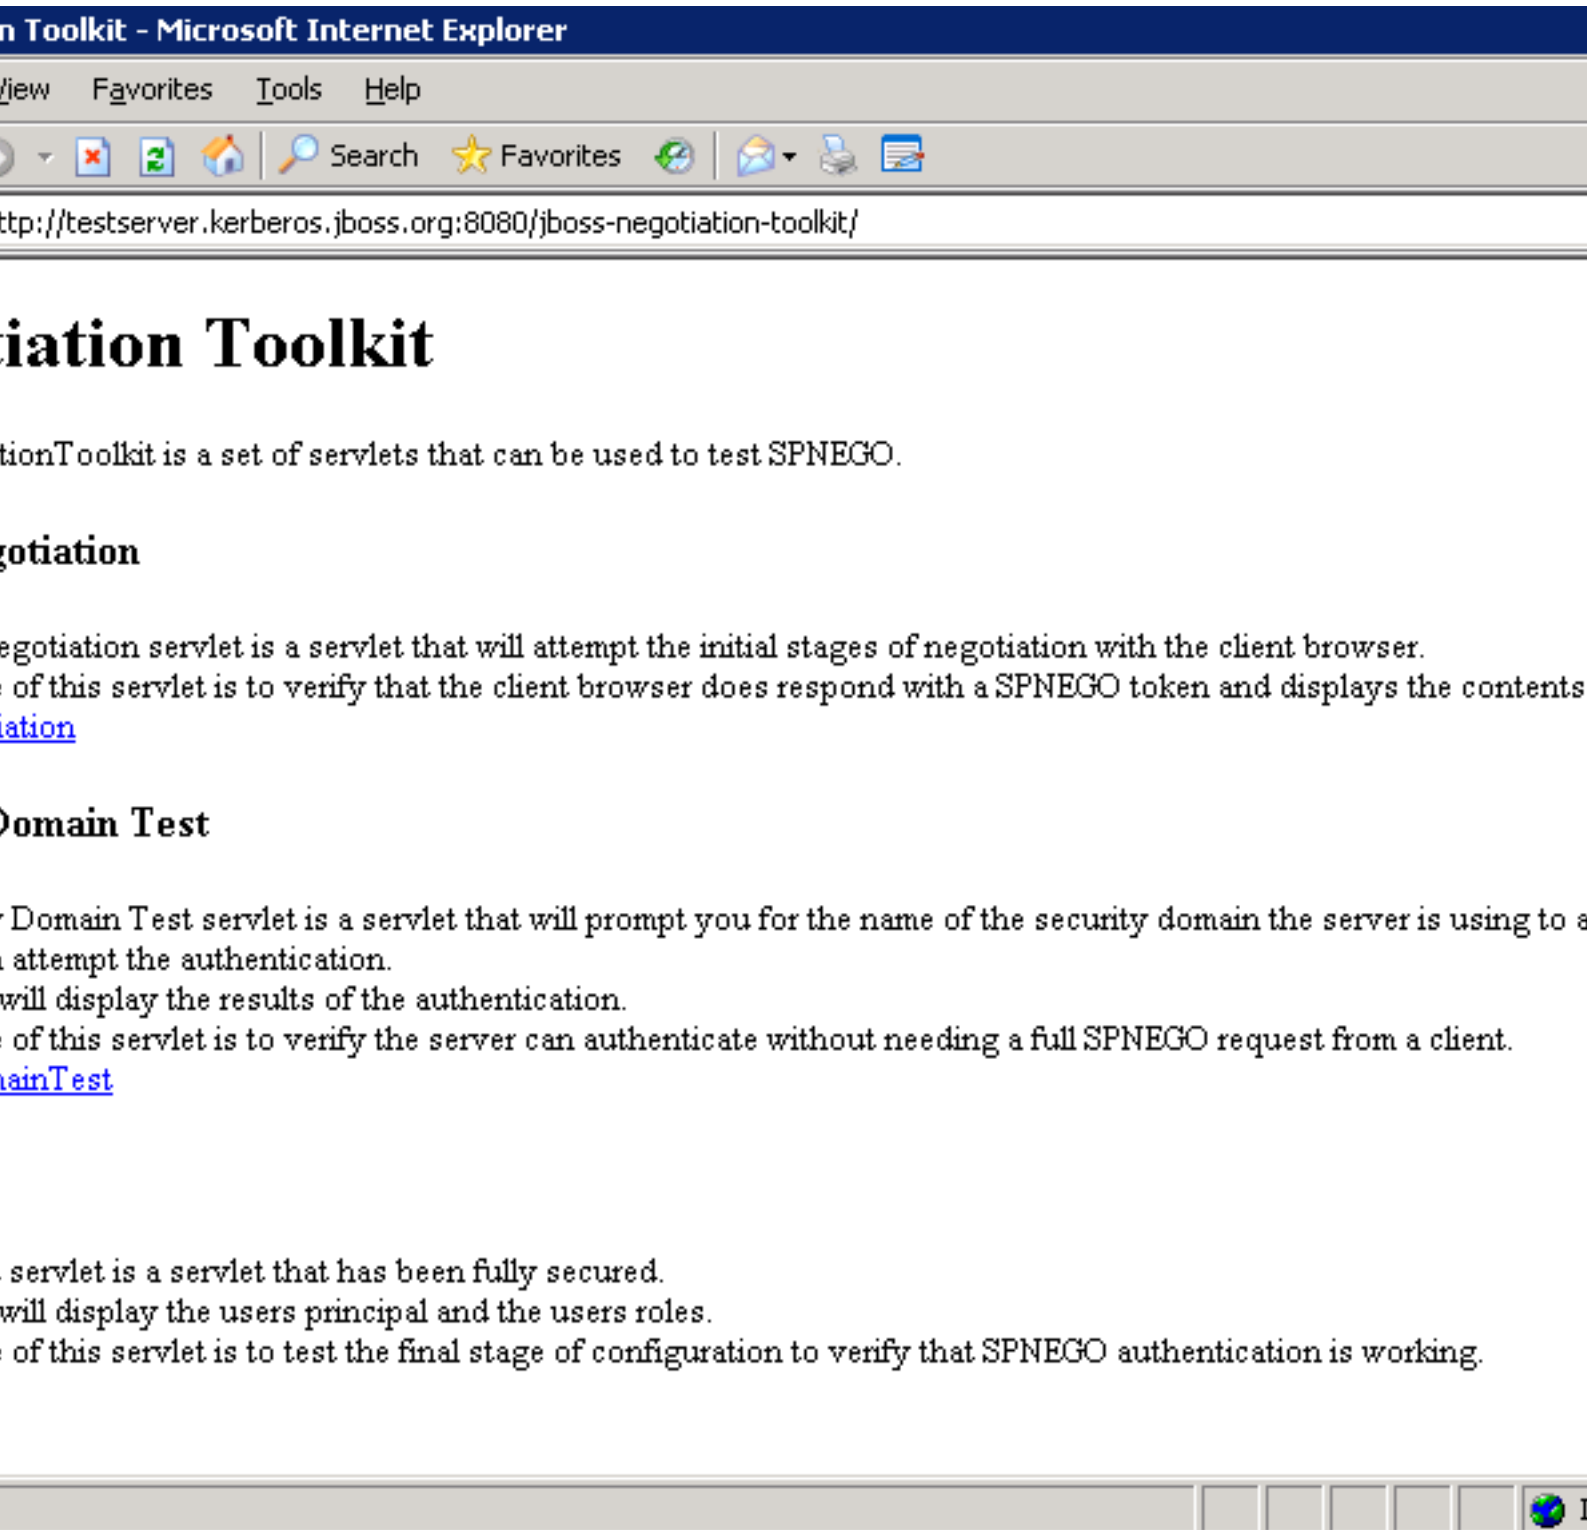 n Toolkit - Microsoft Internet Explorer
View Favorites Tools Help
Search Favorites
ttp://testserver.kerberos.jboss.org:8080/jboss-negotiation-toolkit/
tiation Toolkit
tionToolkit is a set of servlets that can be used to test SPNEGO.
gotiation
egotiation servlet is a servlet that will attempt the initial stages of negotiation with the client browser.
e of this servlet is to verify that the client browser does respond with a SPNEGO token and displays the contents
iation
Domain Test
y Domain Test servlet is a servlet that will prompt you for the name of the security domain the server is using to a
n attempt the authentication.
will display the results of the authentication.
e of this servlet is to verify the server can authenticate without needing a full SPNEGO request from a client.
mainTest
servlet is a servlet that has been fully secured.
will display the users principal and the users roles.
e of this servlet is to test the final stage of configuration to verify that SPNEGO authentication is working.